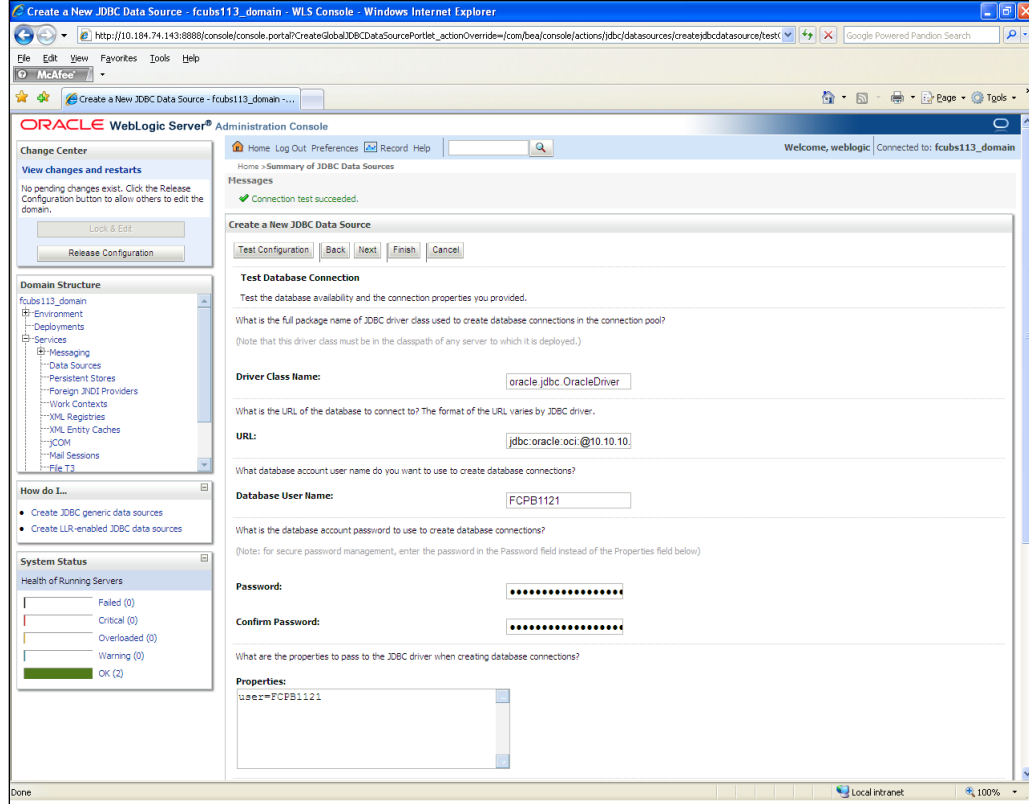 Create a New JDBC Data Source - fcubs113_domain - WLS Console - Windows Internet Explorer
http://10.184.74.143:8888/console/console.portal?CreateGlobalJDBCDataSourcePortlet_actionOverride=/com/bea/console/actions/jdbc/datasources/createjdbcdatasource/test(
Google Powered Pandion Search
File Edit View Favorites Tools Help
McAfee
Create a New JDBC Data Source - fcubs113_domain -...
Page Tools
ORACLE WebLogic Server® Administration Console
Change Center
View changes and restarts
No pending changes exist. Click the Release
Configuration button to allow others to edit the
domain.
Lock & Edit
Release Configuration
Domain Structure
fcubs113_domain
Environment
Deployments
Services
Messaging
Data Sources
Persistent Stores
Foreign JNDI Providers
Work Contexts
XML Registries
XML Entity Caches
jCOM
Mail Sessions
File T3
How do I...
Create JDBC generic data sources
Create LLR-enabled JDBC data sources
System Status
Health of Running Servers
Failed (0)
Critical (0)
Overloaded (0)
Warning (0)
OK (2)
Home Log Out Preferences Record Help
Welcome, weblogic Connected to: fcubs113_domain
Home >Summary of JDBC Data Sources
Messages
Connection test succeeded.
Create a New JDBC Data Source
Test Configuration Back Next Finish Cancel
Test Database Connection
Test the database availability and the connection properties you provided.
What is the full package name of JDBC driver class used to create database connections in the connection pool?
(Note that this driver class must be in the classpath of any server to which it is deployed.)
Driver Class Name:
oracle.jdbc.OracleDriver
What is the URL of the database to connect to? The format of the URL varies by JDBC driver.
URL:
jdbc:oracle:oci:@10.10.10.
What database account user name do you want to use to create database connections?
Database User Name:
FCPB1121
What is the database account password to use to create database connections?
(Note: for secure password management, enter the password in the Password field instead of the Properties field below)
Password:
Confirm Password:
What are the properties to pass to the JDBC driver when creating database connections?
Properties:
user=FCPB1121
Done
Local intranet
100%